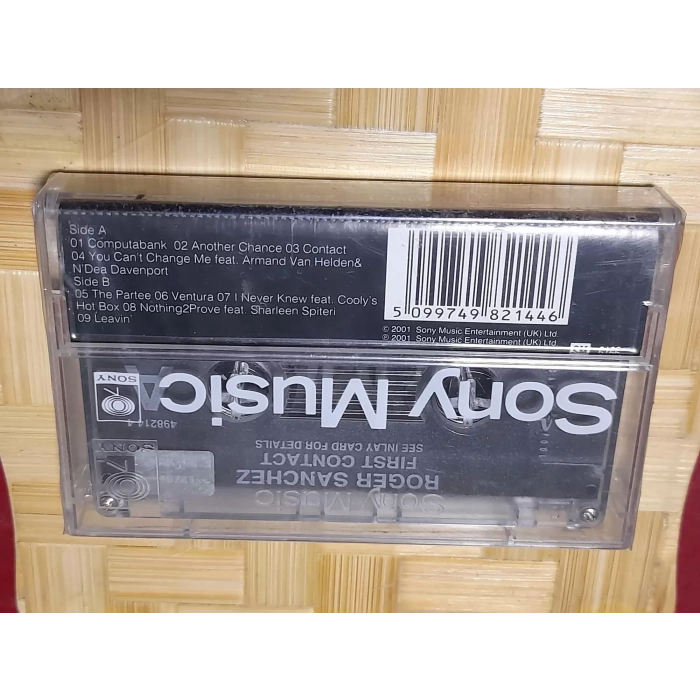 Side A
01 Computabank 02 Another Chance 03 Contact
04 You Can't Change Me feat. Armand Van Helden&
N'Dea Davenport
Side B
05 The Partee 06 Ventura 07 I Never Knew feat. Cooly's
Hot Box 08 Nothing2Prove feat. Sharleen Spiteri
09 Leavin'
5 099749 821446
© 2001 Sony Music Entertainment (UK) Ltd.
℗ 2001 Sony Music Entertainment (UK) Ltd.
Sony Music
SONY
A
498214 4
SEE INLAY CARD FOR DETAILS
FIRST CONTACT
ROGER SANCHEZ
SONY
Sony Music